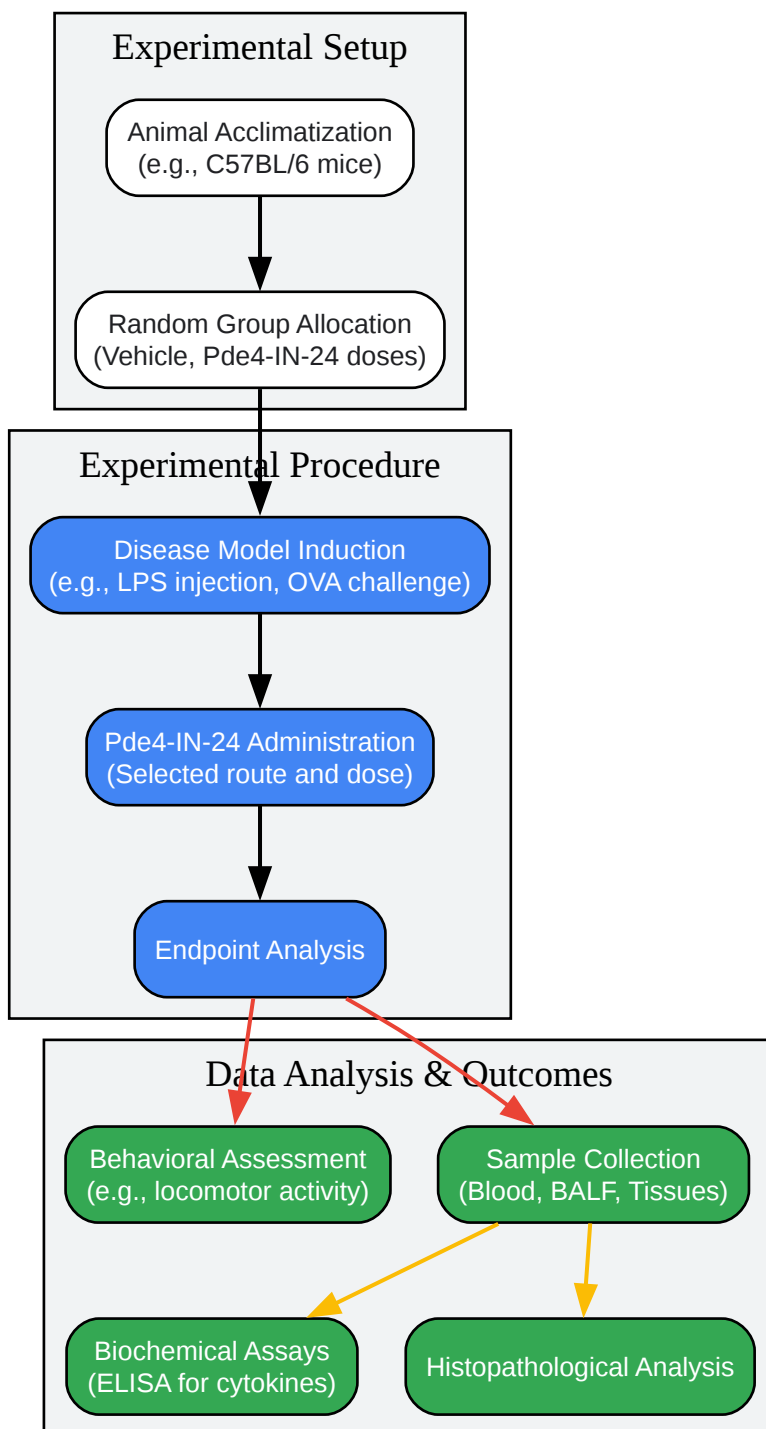 Experimental Setup
Animal Acclimatization
(e.g., C57BL/6 mice)
Random Group Allocation
(Vehicle, Pde4-IN-24 doses)
Experimental Procedure
Disease Model Induction
(e.g., LPS injection, OVA challenge)
Pde4-IN-24 Administration
(Selected route and dose)
Endpoint Analysis
Data Analysis & Outcomes
Behavioral Assessment
(e.g., locomotor activity)
Sample Collection
(Blood, BALF, Tissues)
Biochemical Assays
(ELISA for cytokines)
Histopathological Analysis